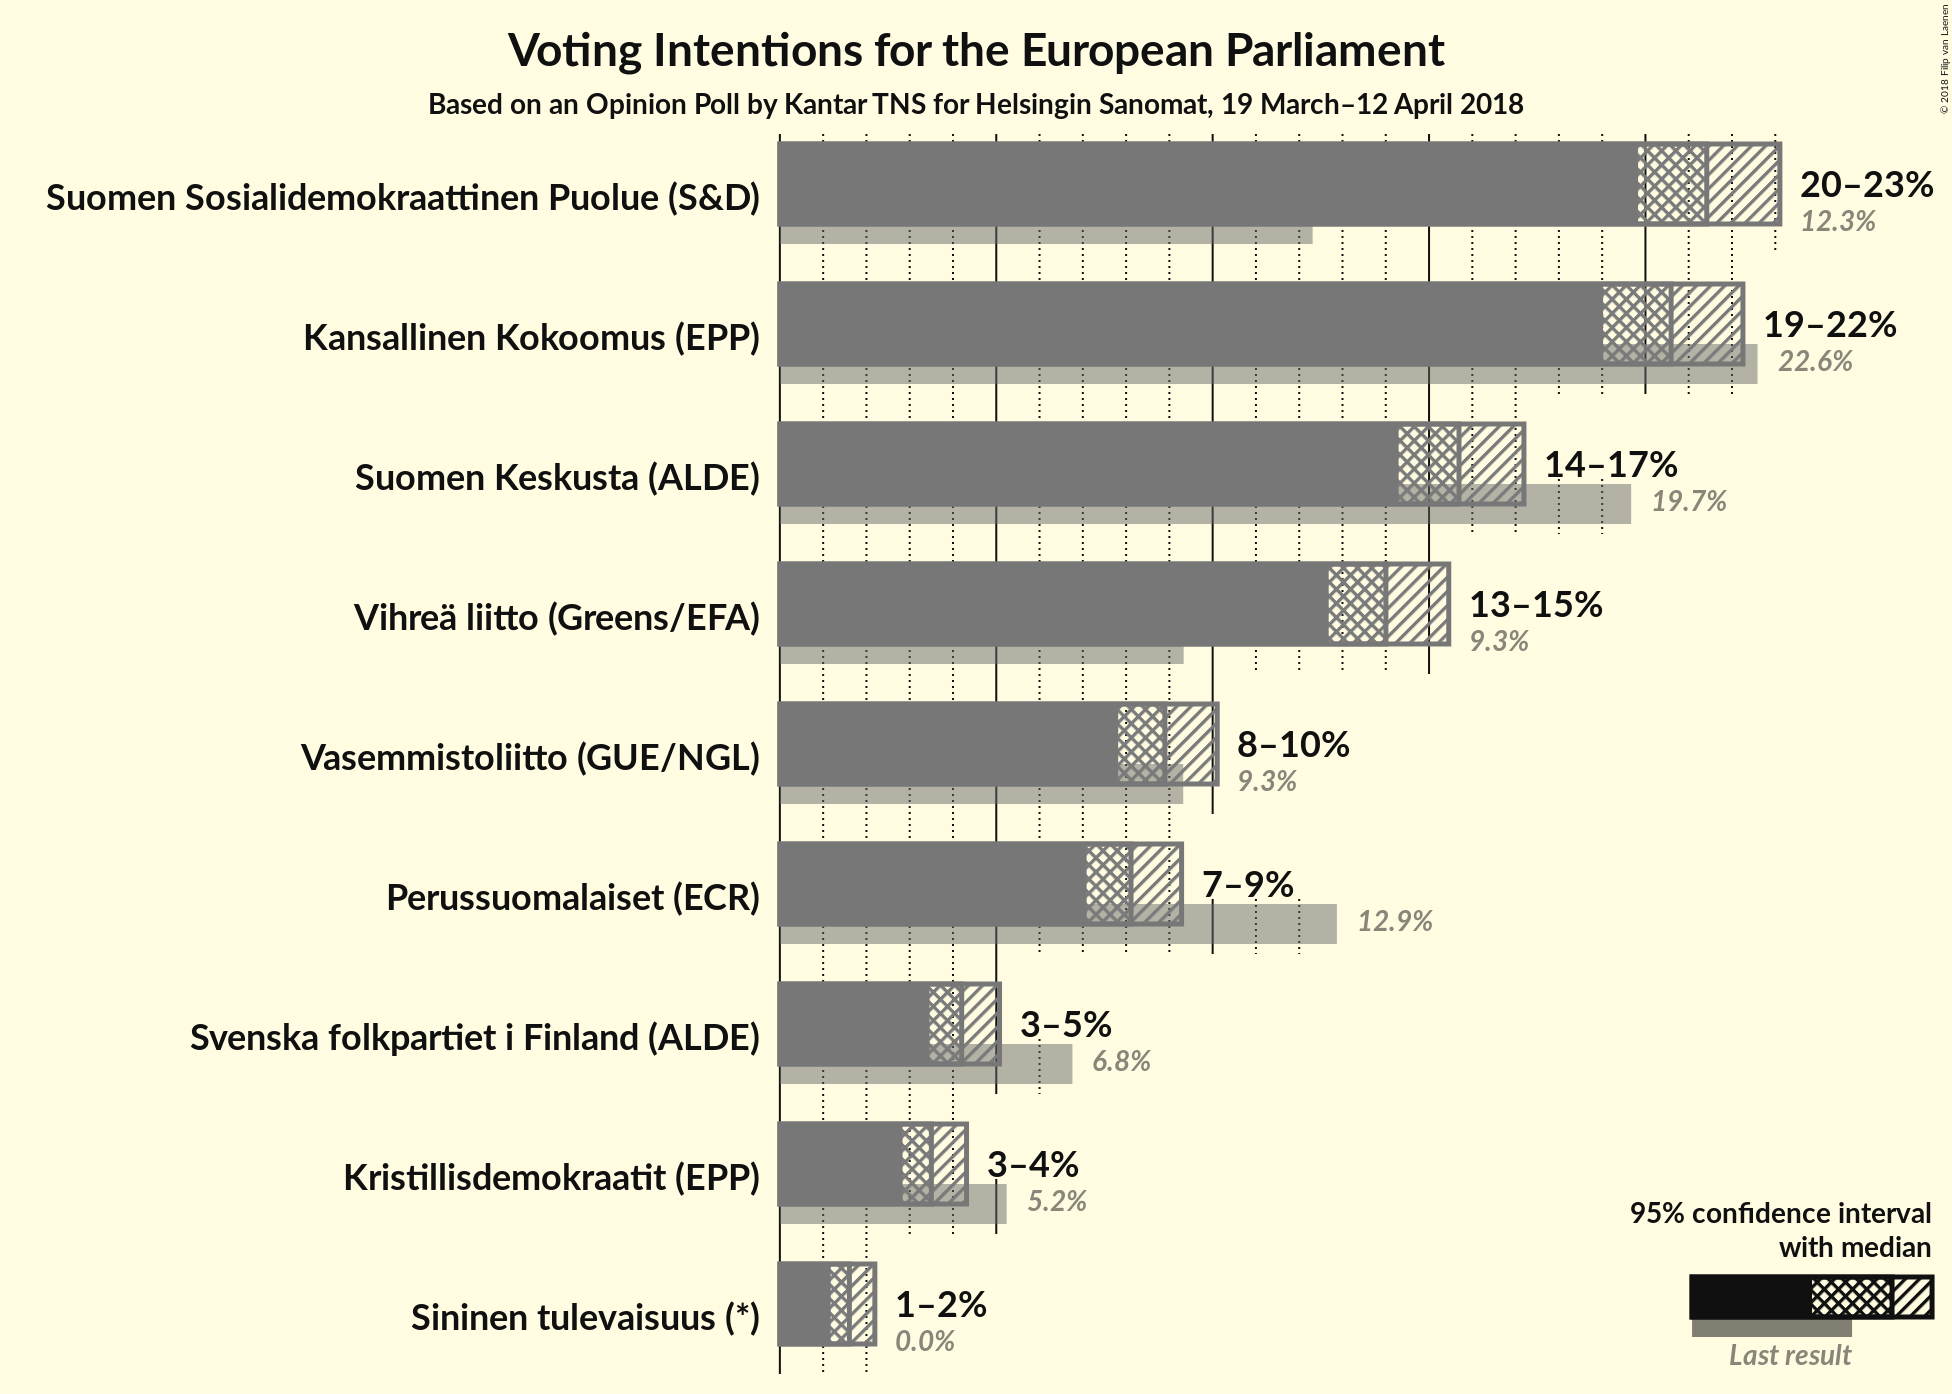 © 2018 Filip van Laenen
Voting Intentions for the European Parliament
Based on an Opinion Poll by Kantar TNS for Helsingin Sanomat, 19 March–12 April 2018
Suomen Sosialidemokraattinen Puolue (S&D)
20–23%
12.3%
Kansallinen Kokoomus (EPP)
19–22%
22.6%
Suomen Keskusta (ALDE)
14–17%
19.7%
Vihreä liitto (Greens/EFA)
13–15%
9.3%
Vasemmistoliitto (GUE/NGL)
8–10%
9.3%
Perussuomalaiset (ECR)
7–9%
12.9%
Svenska folkpartiet i Finland (ALDE)
3–5%
6.8%
Kristillisdemokraatit (EPP)
3–4%
5.2%
Sininen tulevaisuus (*)
1–2%
0.0%
95% confidence interval
with median
Last result